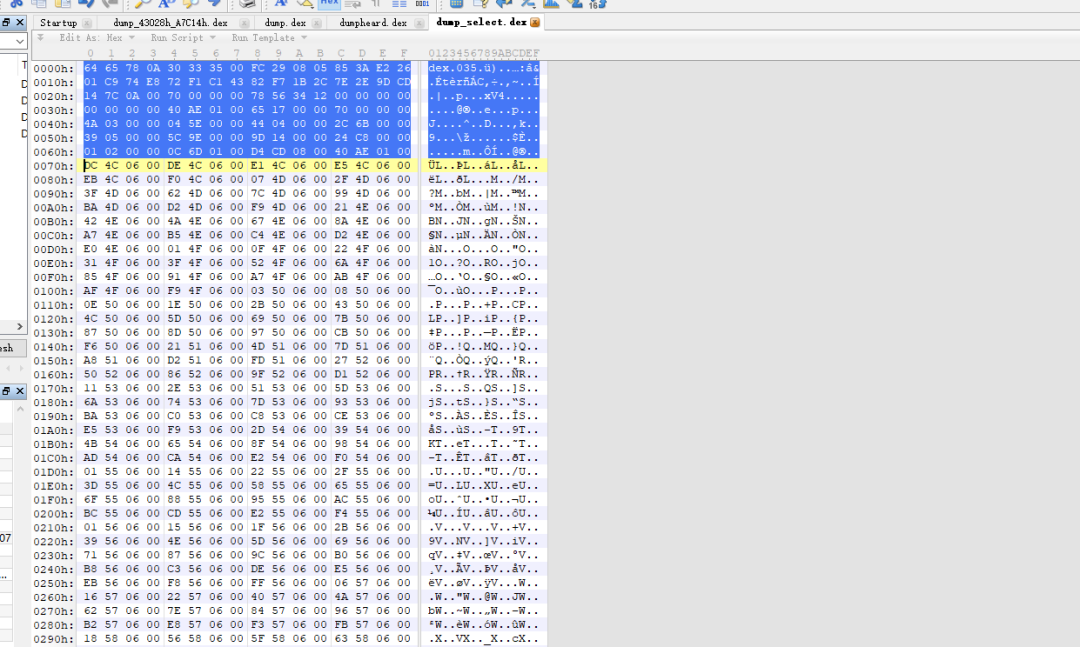 Startup dump_43028h_A7C14h.dex dump.dex dumpheard.dex dump_select.dex
Edit As: Hex Run Script Run Template
0 1 2 3 4 5 6 7 8 9 A B C D E F 0123456789ABCDEF
0000h: 64 65 78 0A 30 33 35 00 FC 29 08 05 85 3A E2 26 dex.035.ü)..…:â&
0010h: 01 C9 74 E8 72 F1 C1 43 82 F7 1B 2C 7E 2E 9D CD .ÉtèrñÁC‚÷.,~..Í
0020h: 14 7C 0A 00 70 00 00 00 78 56 34 12 00 00 00 00 .|..p...xV4.....
0030h: 00 00 00 00 40 AE 01 00 65 17 00 00 70 00 00 00 ....@®..e...p...
0040h: 4A 03 00 00 04 5E 00 00 44 04 00 00 2C 6B 00 00 J....^..D...,k..
0050h: 39 05 00 00 5C 9E 00 00 9D 14 00 00 24 C8 00 00 9...\ž......$È..
0060h: 01 02 00 00 0C 6D 01 00 D4 CD 08 00 40 AE 01 00 .....m..ÔÍ..@®..
0070h: DC 4C 06 00 DE 4C 06 00 E1 4C 06 00 E5 4C 06 00 ÜL..ÞL..áL..åL..
0080h: EB 4C 06 00 F0 4C 06 00 07 4D 06 00 2F 4D 06 00 ëL..ðL...M../M..
0090h: 3F 4D 06 00 62 4D 06 00 7C 4D 06 00 99 4D 06 00 ?M..bM..|M..™M..
00A0h: BA 4D 06 00 D2 4D 06 00 F9 4D 06 00 21 4E 06 00 ºM..ÒM..ùM..!N..
00B0h: 42 4E 06 00 4A 4E 06 00 67 4E 06 00 8A 4E 06 00 BN..JN..gN..ŠN..
00C0h: A7 4E 06 00 B5 4E 06 00 C4 4E 06 00 D2 4E 06 00 §N..µN..ÄN..ÒN..
00D0h: E0 4E 06 00 01 4F 06 00 0F 4F 06 00 22 4F 06 00 àN...O...O.."O..
00E0h: 31 4F 06 00 3F 4F 06 00 52 4F 06 00 6A 4F 06 00 1O..?O..RO..jO..
00F0h: 85 4F 06 00 91 4F 06 00 A7 4F 06 00 AB 4F 06 00 …O..‘O..§O..«O..
0100h: AF 4F 06 00 F9 4F 06 00 03 50 06 00 08 50 06 00 ¯O..ùO...P...P..
0110h: 0E 50 06 00 1E 50 06 00 2B 50 06 00 43 50 06 00 .P...P..+P..CP..
0120h: 4C 50 06 00 5D 50 06 00 69 50 06 00 7B 50 06 00 LP..]P..iP..{P..
0130h: 87 50 06 00 8D 50 06 00 97 50 06 00 CB 50 06 00 ‡P...P..—P..ËP..
0140h: F6 50 06 00 21 51 06 00 4D 51 06 00 7D 51 06 00 öP..!Q..MQ..}Q..
0150h: A8 51 06 00 D2 51 06 00 FD 51 06 00 27 52 06 00 ¨Q..ÒQ..ýQ..'R..
0160h: 50 52 06 00 86 52 06 00 9F 52 06 00 D1 52 06 00 PR..†R..ŸR..ÑR..
0170h: 11 53 06 00 2E 53 06 00 51 53 06 00 5D 53 06 00 .S...S..QS..]S..
0180h: 6A 53 06 00 74 53 06 00 7D 53 06 00 93 53 06 00 jS..tS..}S..“S..
0190h: BA 53 06 00 C0 53 06 00 C8 53 06 00 CE 53 06 00 ºS..ÀS..ÈS..ÎS..
01A0h: E5 53 06 00 F9 53 06 00 2D 54 06 00 39 54 06 00 åS..ùS..-T..9T..
01B0h: 4B 54 06 00 65 54 06 00 8F 54 06 00 98 54 06 00 KT..eT...T..˜T..
01C0h: AD 54 06 00 CA 54 06 00 E2 54 06 00 F0 54 06 00 -T..ÊT..âT..ðT..
01D0h: 01 55 06 00 14 55 06 00 22 55 06 00 2F 55 06 00 .U...U.."U../U..
01E0h: 3D 55 06 00 4C 55 06 00 58 55 06 00 65 55 06 00 =U..LU..XU..eU..
01F0h: 6F 55 06 00 88 55 06 00 95 55 06 00 AC 55 06 00 oU..ˆU..•U..¬U..
0200h: BC 55 06 00 CD 55 06 00 E2 55 06 00 F4 55 06 00 ¼U..ÍU..âU..ôU..
0210h: 01 56 06 00 15 56 06 00 1F 56 06 00 2B 56 06 00 .V...V...V..+V..
0220h: 39 56 06 00 4E 56 06 00 5D 56 06 00 69 56 06 00 9V..NV..]V..iV..
0230h: 71 56 06 00 87 56 06 00 9C 56 06 00 B0 56 06 00 qV..‡V..œV..°V..
0240h: B8 56 06 00 C3 56 06 00 DE 56 06 00 E5 56 06 00 ¸V..ÃV..ÞV..åV..
0250h: EB 56 06 00 F8 56 06 00 FF 56 06 00 06 57 06 00 ëV..øV..ÿV...W..
0260h: 16 57 06 00 22 57 06 00 40 57 06 00 4A 57 06 00 .W.."W..@W..JW..
0270h: 62 57 06 00 7E 57 06 00 84 57 06 00 96 57 06 00 bW..~W..„W..–W..
0280h: B2 57 06 00 E8 57 06 00 F3 57 06 00 FB 57 06 00 ²W..èW..óW..ûW..
0290h: 18 58 06 00 56 58 06 00 5F 58 06 00 63 58 06 00 .X..VX.._X..cX..